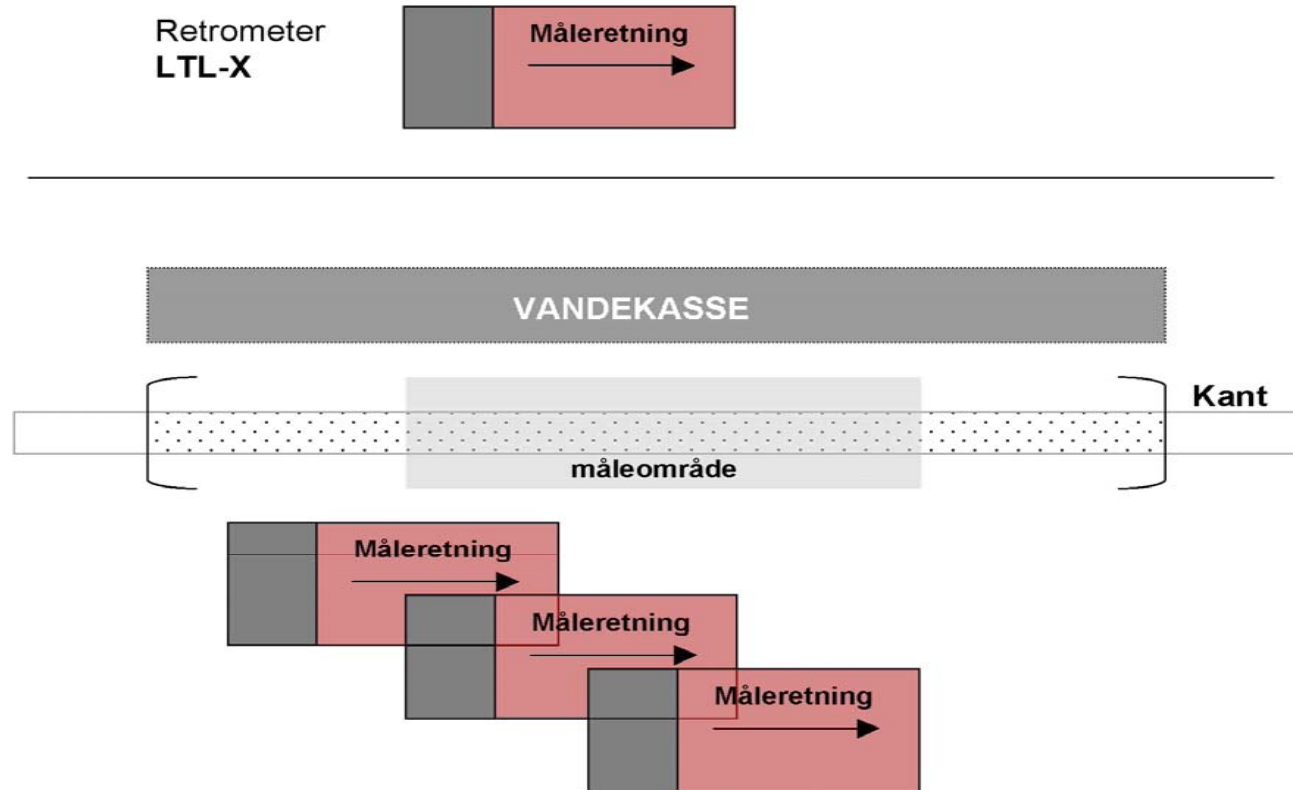 Retrometer
LTL-X
Måleretning
VANDEKASSE
Kant
måleområde
Måleretning
Måleretning
Måleretning